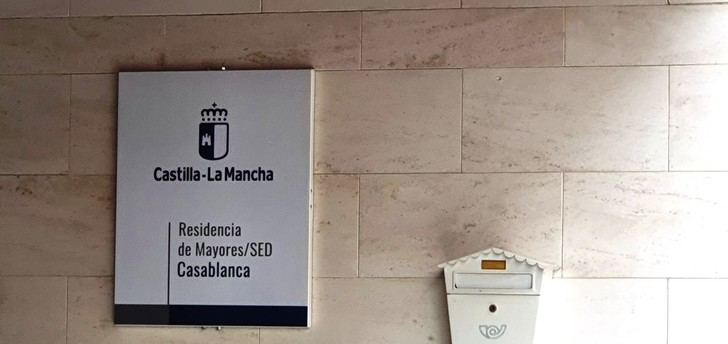 Castilla-La Mancha
Residencia
de Mayores/SED
Casablanca